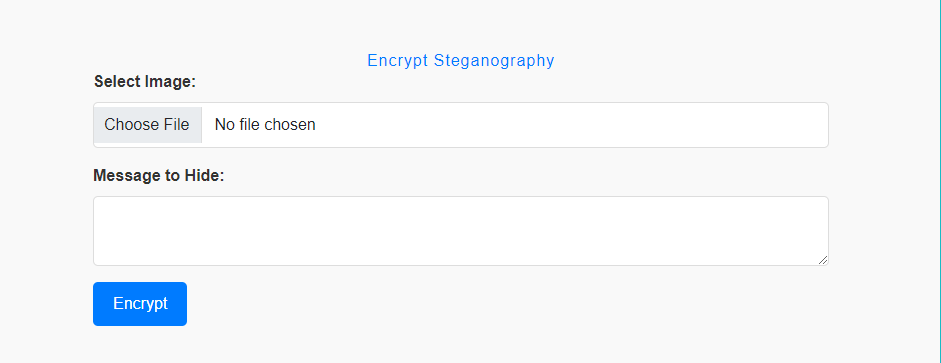 Encrypt Steganography
Select Image:
Choose File No file chosen
Message to Hide:
Encrypt